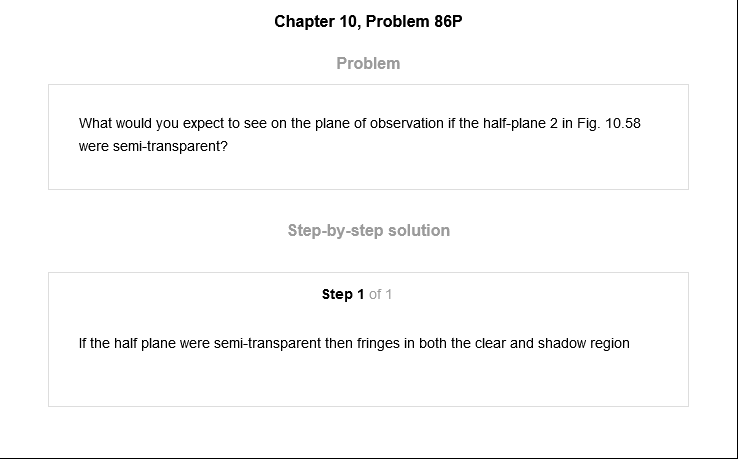 Chapter 10, Problem 86P
Problem
What would you expect to see on the plane of observation if the half-plane 2 in Fig. 10.58
were semi-transparent?
Step-by-step solution
Step 1 of 1
If the half plane were semi-transparent then fringes in both the clear and shadow region